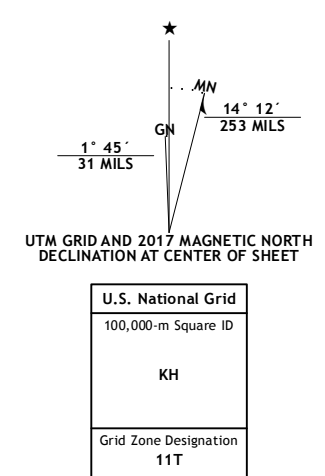 MN
14° 12´
253 MILS
GN
1° 45´
31 MILS
UTM GRID AND 2017 MAGNETIC NORTH
DECLINATION AT CENTER OF SHEET
U.S. National Grid
100,000-m Square ID
KH
Grid Zone Designation
11T